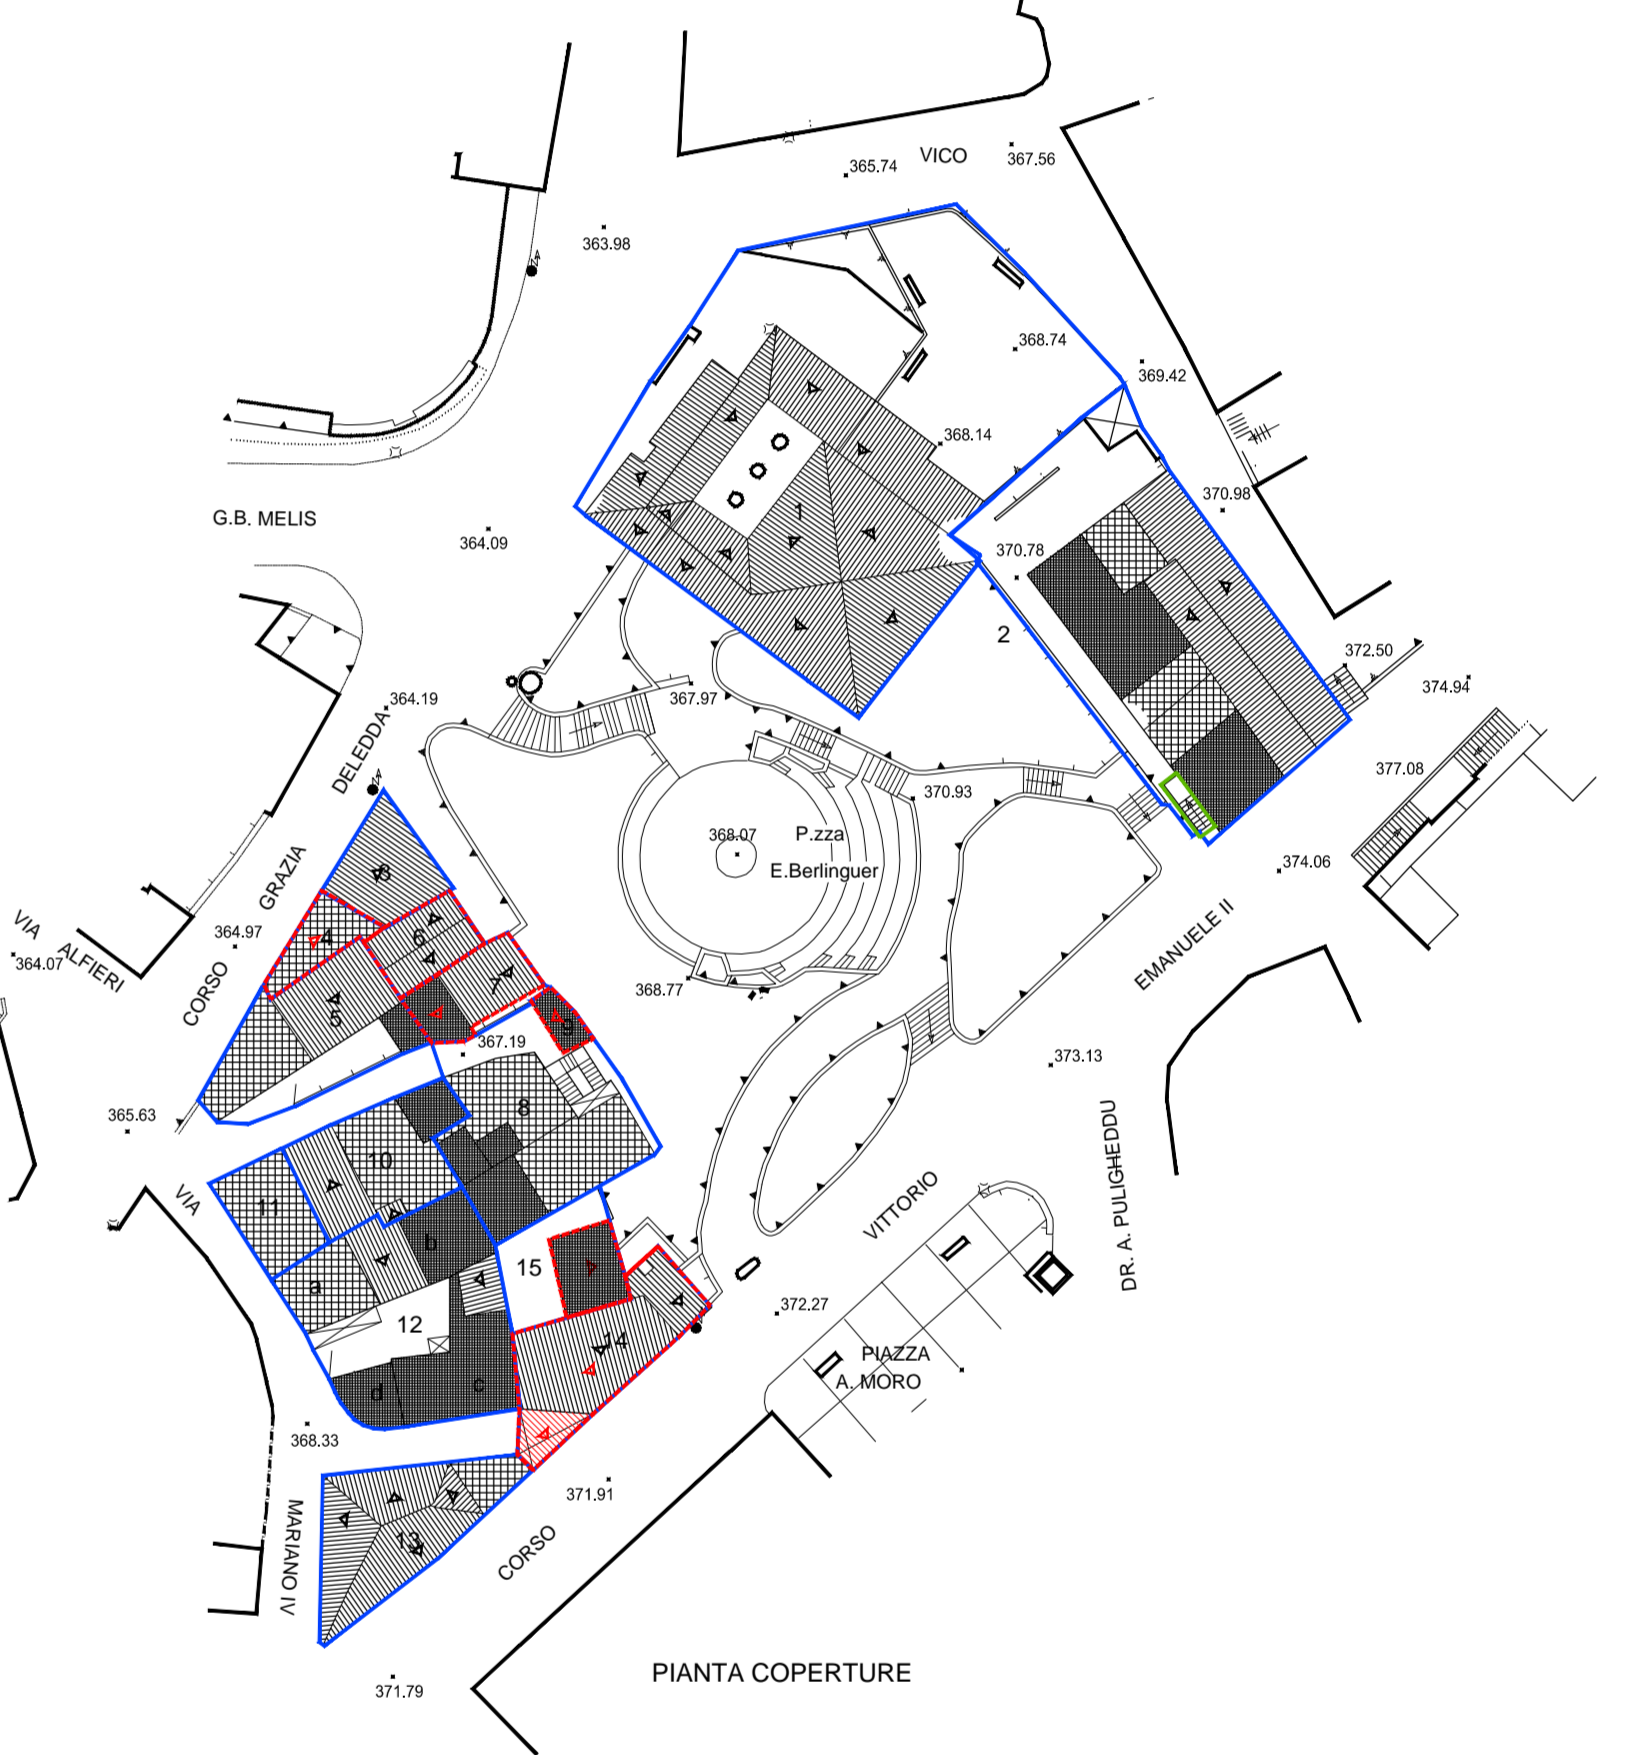 VICO
367.56
365.74
363.98
368.74
369.42
368.14
370.98
G.B. MELIS
1
364.09
370.78
2
372.50
374.94
364.19
367.97
DELEDDA
377.08
370.93
P.zza
368.07
E.Berlinguer
374.06
3
GRAZIA
VIA
ALFIERI
364.07
364.97
4
6
EMANUELE II
CORSO
5
7
368.77
9
367.19
373.13
365.63
8
DR. A. PULIGHEDDU
10
VIA
11
VITTORIO
b
a
15
12
372.27
14
PIAZZA
A. MORO
d
c
368.33
371.91
MARIANO IV
13
CORSO
PIANTA COPERTURE
371.79